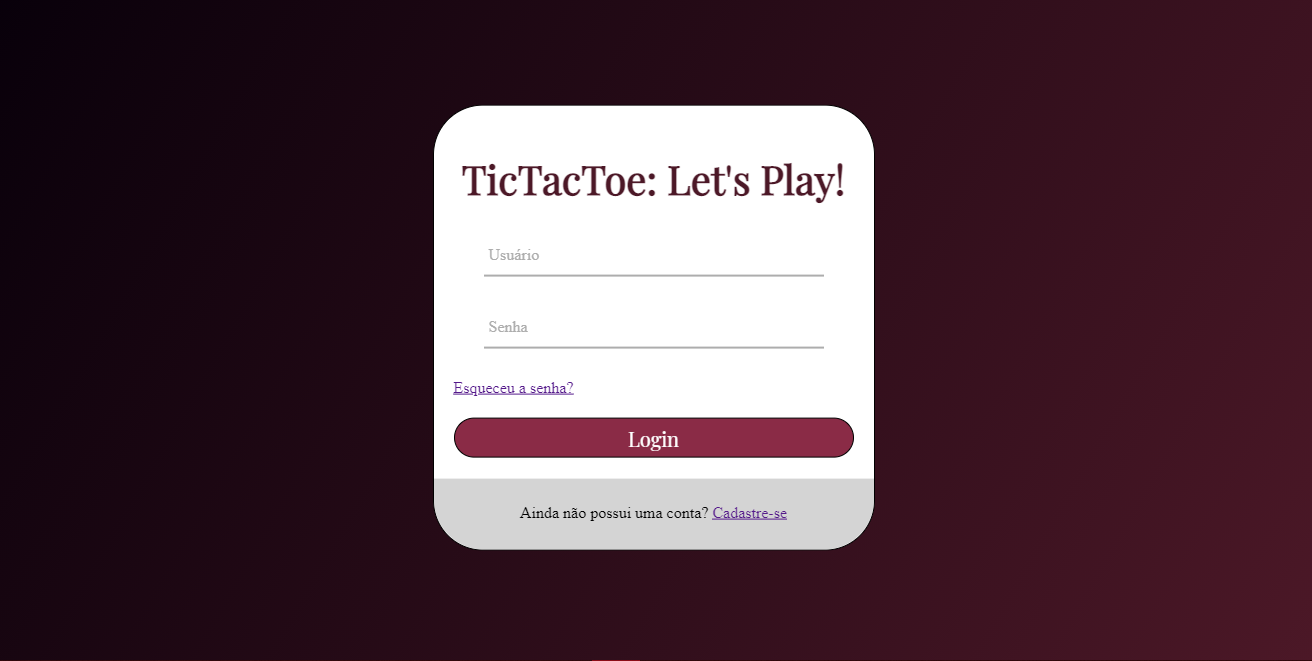 TicTacToe: Let's Play!
Usuário
Senha
Esqueceu a senha?
Login
Ainda não possui uma conta? Cadastre-se